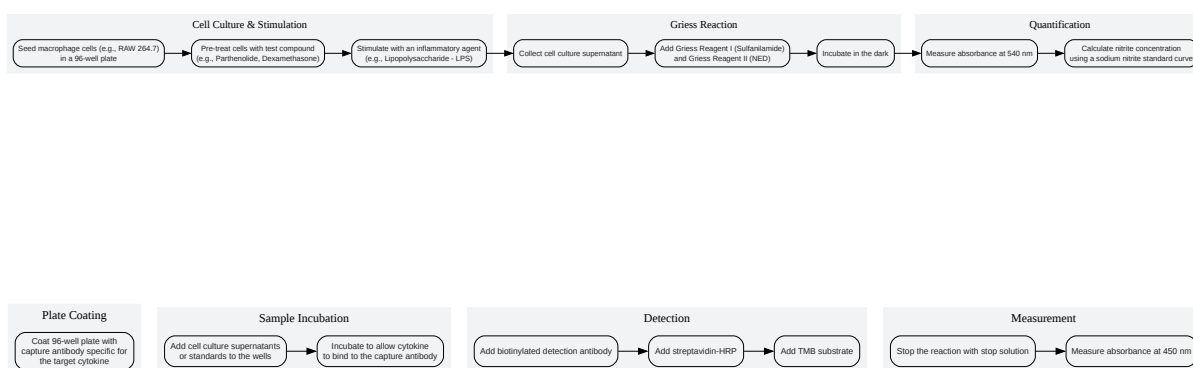 Cell Culture & Stimulation
Seed macrophage cells (e.g., RAW 264.7)
in a 96-well plate
Pre-treat cells with test compound
(e.g., Parthenolide, Dexamethasone)
Stimulate with an inflammatory agent
(e.g., Lipopolysaccharide - LPS)
Griess Reaction
Collect cell culture supernatant
Add Griess Reagent I (Sulfanilamide)
and Griess Reagent II (NED)
Incubate in the dark
Quantification
Measure absorbance at 540 nm
Calculate nitrite concentration
using a sodium nitrite standard curve
Plate Coating
Coat 96-well plate with
capture antibody specific for
the target cytokine
Sample Incubation
Add cell culture supernatants
or standards to the wells
Incubate to allow cytokine
to bind to the capture antibody
Detection
Add biotinylated detection antibody
Add streptavidin-HRP
Add TMB substrate
Measurement
Stop the reaction with stop solution
Measure absorbance at 450 nm